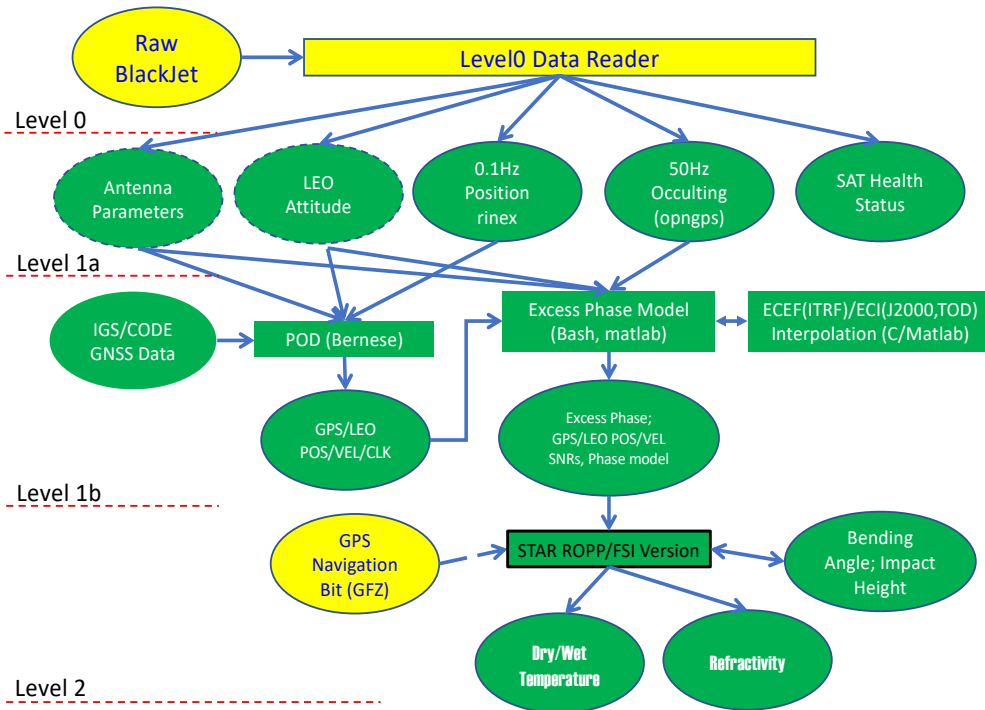 Raw
BlackJet
Level0 Data Reader
Level 0
Antenna
Parameters
LEO
Attitude
0.1Hz
Position
rinex
50Hz
Occulting
(opngps)
SAT Health
Status
Level 1a
IGS/CODE
GNSS Data
POD (Bernese)
Excess Phase Model
(Bash, matlab)
ECEF(ITRF)/ECI(J2000,TOD)
Interpolation (C/Matlab)
GPS/LEO
POS/VEL/CLK
Excess Phase;
GPS/LEO POS/VEL
SNRs, Phase model
Level 1b
GPS
Navigation
Bit (GFZ)
STAR ROPP/FSI Version
Bending
Angle; Impact
Height
Dry/Wet
Temperature
Refractivity
Level 2